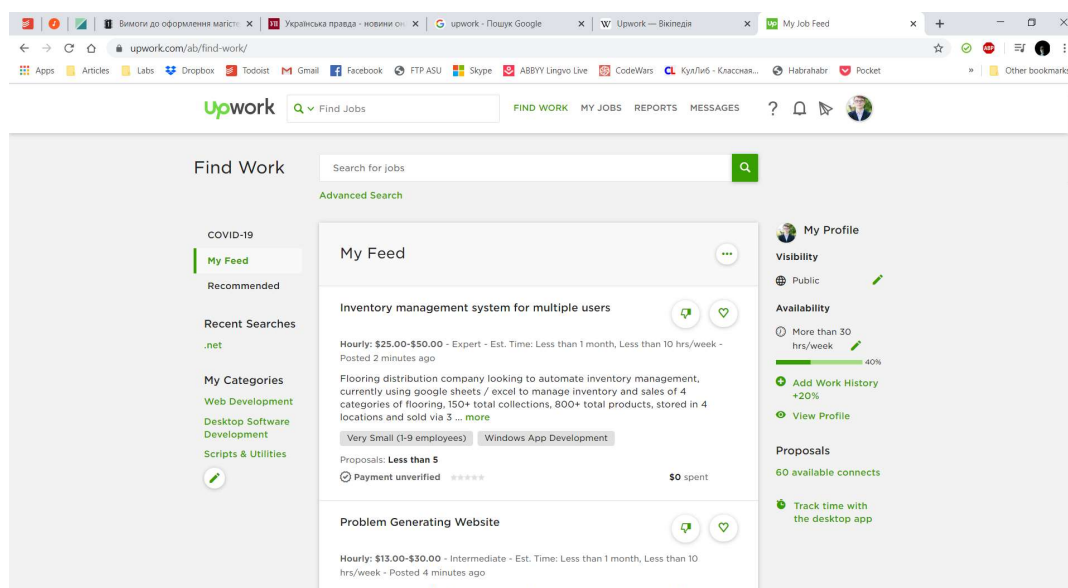 Вимоги до оформлення магісте
Українська правда - новини он
upwork - Пошук Google
Upwork — Вікіпедія
My Job Feed
upwork.com/ab/find-work/
Apps
Articles
Labs
Dropbox
Todoist
Gmail
Facebook
FTP ASU
Skype
ABBYY Lingvo Live
CodeWars
КулЛиб - Классная...
Habrahabr
Pocket
»
Other bookmarks
Upwork
Find Jobs
FIND WORK
MY JOBS
REPORTS
MESSAGES
?
Find Work
Search for jobs
Advanced Search
COVID-19
My Feed
Recommended
Recent Searches
.net
My Categories
Web Development
Desktop Software
Development
Scripts & Utilities
My Feed
Inventory management system for multiple users
Hourly: $25.00-$50.00 - Expert - Est. Time: Less than 1 month, Less than 10 hrs/week -
Posted 2 minutes ago
Flooring distribution company looking to automate inventory management,
currently using google sheets / excel to manage inventory and sales of 4
categories of flooring, 150+ total collections, 800+ total products, stored in 4
locations and sold via 3 ... more
Very Small (1-9 employees)
Windows App Development
Proposals: Less than 5
Payment unverified
$0 spent
Problem Generating Website
Hourly: $13.00-$30.00 - Intermediate - Est. Time: Less than 1 month, Less than 10
hrs/week - Posted 4 minutes ago
My Profile
Visibility
Public
Availability
More than 30
hrs/week
40%
Add Work History
+20%
View Profile
Proposals
60 available connects
Track time with
the desktop app